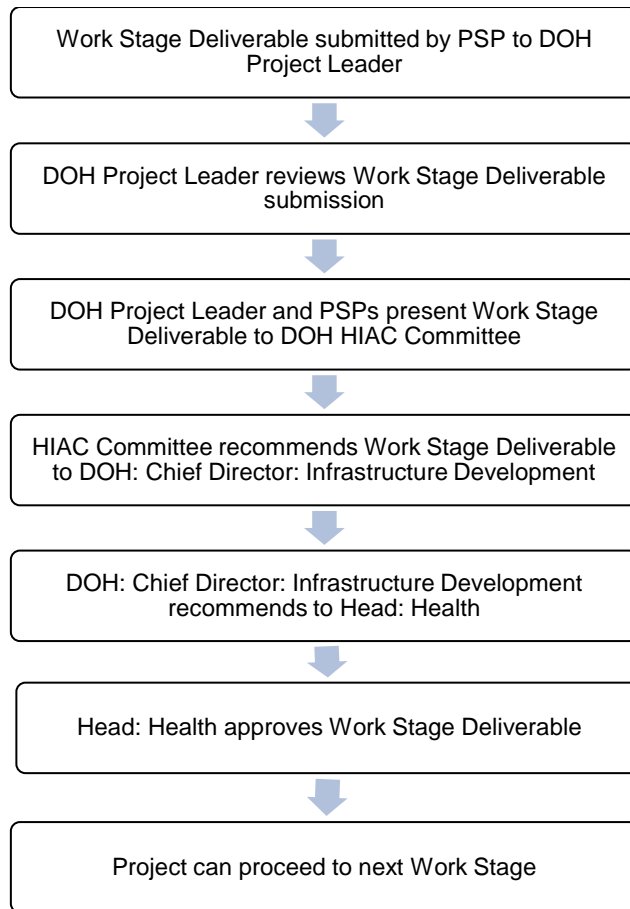 Work Stage Deliverable submitted by PSP to DOH
Project Leader
DOH Project Leader reviews Work Stage Deliverable
submission
DOH Project Leader and PSPs present Work Stage
Deliverable to DOH HIAC Committee
HIAC Committee recommends Work Stage Deliverable
to DOH: Chief Director: Infrastructure Development
DOH: Chief Director: Infrastructure Development
recommends to Head: Health
Head: Health approves Work Stage Deliverable
Project can proceed to next Work Stage